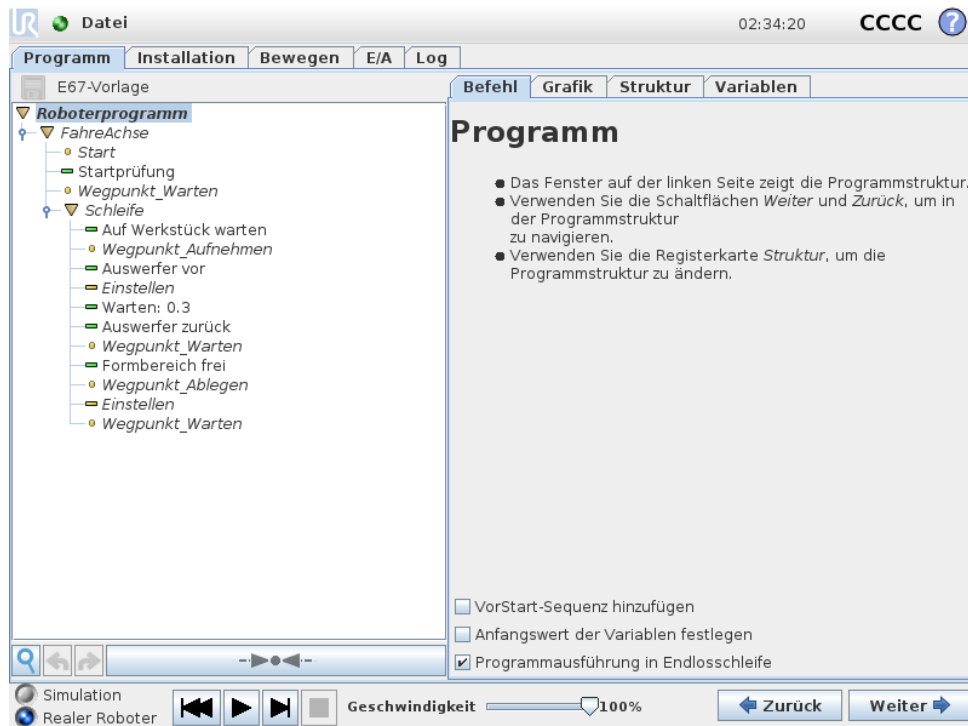 UR Datei 02:34:20 CCCC ?
Programm Installation Bewegen E/A Log
E67-Vorlage
Roboterprogramm
FahreAchse
Start
Startprüfung
Wegpunkt_Warten
Schleife
Auf Werkstück warten
Wegpunkt_Aufnehmen
Auswerfer vor
Einstellen
Warten: 0.3
Auswerfer zurück
Wegpunkt_Warten
Formbereich frei
Wegpunkt_Ablegen
Einstellen
Wegpunkt_Warten
Befehl Grafik Struktur Variablen
Programm
Das Fenster auf der linken Seite zeigt die Programmstruktur.
Verwenden Sie die Schaltflächen Weiter und Zurück, um in
der Programmstruktur
zu navigieren.
Verwenden Sie die Registerkarte Struktur, um die
Programmstruktur zu ändern.
VorStart-Sequenz hinzufügen
Anfangswert der Variablen festlegen
Programmausführung in Endlosschleife
Simulation
Realer Roboter
Geschwindigkeit 100%
Zurück Weiter